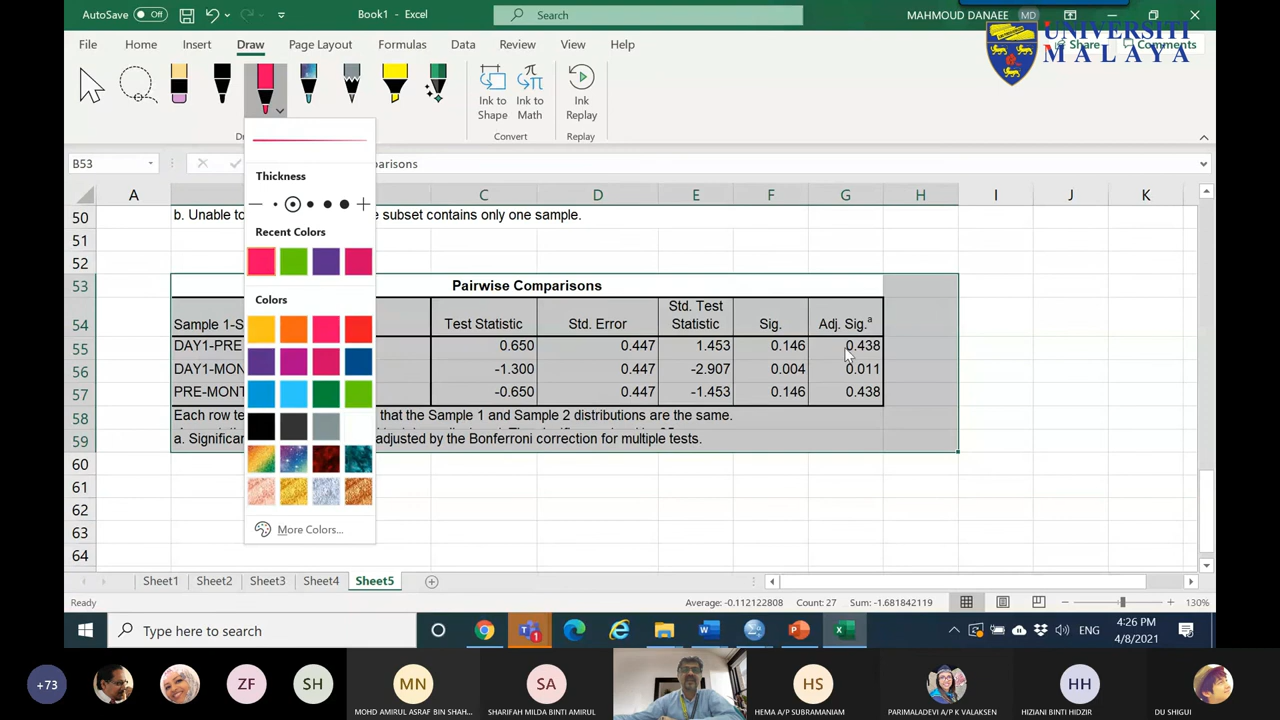 AutoSave Off
Book1 - Excel
Search
MAHMOUD DANAEE MD
UNIVERSITI
MALAYA
File Home Insert Draw Page Layout Formulas Data Review View Help
Share Comments
Ink to Shape
Ink to Math
Ink Replay
Convert
Replay
B53
Thickness
Recent Colors
Colors
More Colors...
A C D E F G H I J K
50 b. Unable to subset contains only one sample.
51
52
53 Pairwise Comparisons
54 Sample 1-S Test Statistic Std. Error Std. Test Statistic Sig. Adj. Sig.a
55 DAY1-PRE 0.650 0.447 1.453 0.146 0.438
56 DAY1-MON -1.300 0.447 -2.907 0.004 0.011
57 PRE-MONT -0.650 0.447 -1.453 0.146 0.438
58 Each row te that the Sample 1 and Sample 2 distributions are the same.
59 a. Significan adjusted by the Bonferroni correction for multiple tests.
60
61
62
63
64
Sheet1 Sheet2 Sheet3 Sheet4 Sheet5
Ready
Average: -0.112122808 Count: 27 Sum: -1.681842119
130%
Type here to search
ENG
4:26 PM
4/8/2021
+73 ZF SH MN SA HS HH
MOHD AMIRUL ASRAF BIN SHAH...
SHARIFAH MILDA BINTI AMIRUL
HEMA A/P SUBRAMANIAM
PARIMALADEVI A/P K VALAKSEN
HIZIANI BINTI HIDZIR
DU SHIGUI